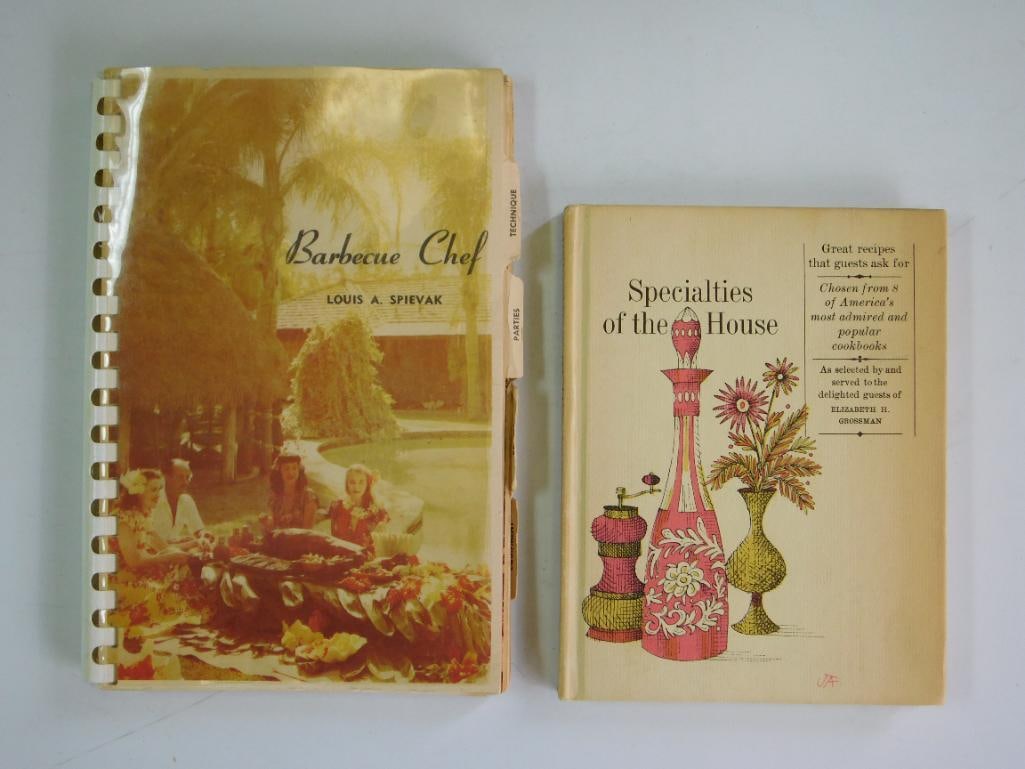 Barbecue Chef
LOUIS A. SPIEVAK
TECHNIQUE
PARTIES
Specialties
of the House
Great recipes
that guests ask for
Chosen from 8
of America's
most admired and
popular
cookbooks
As selected by and
served to the
delighted guests of
ELIZABETH H.
GROSSMAN